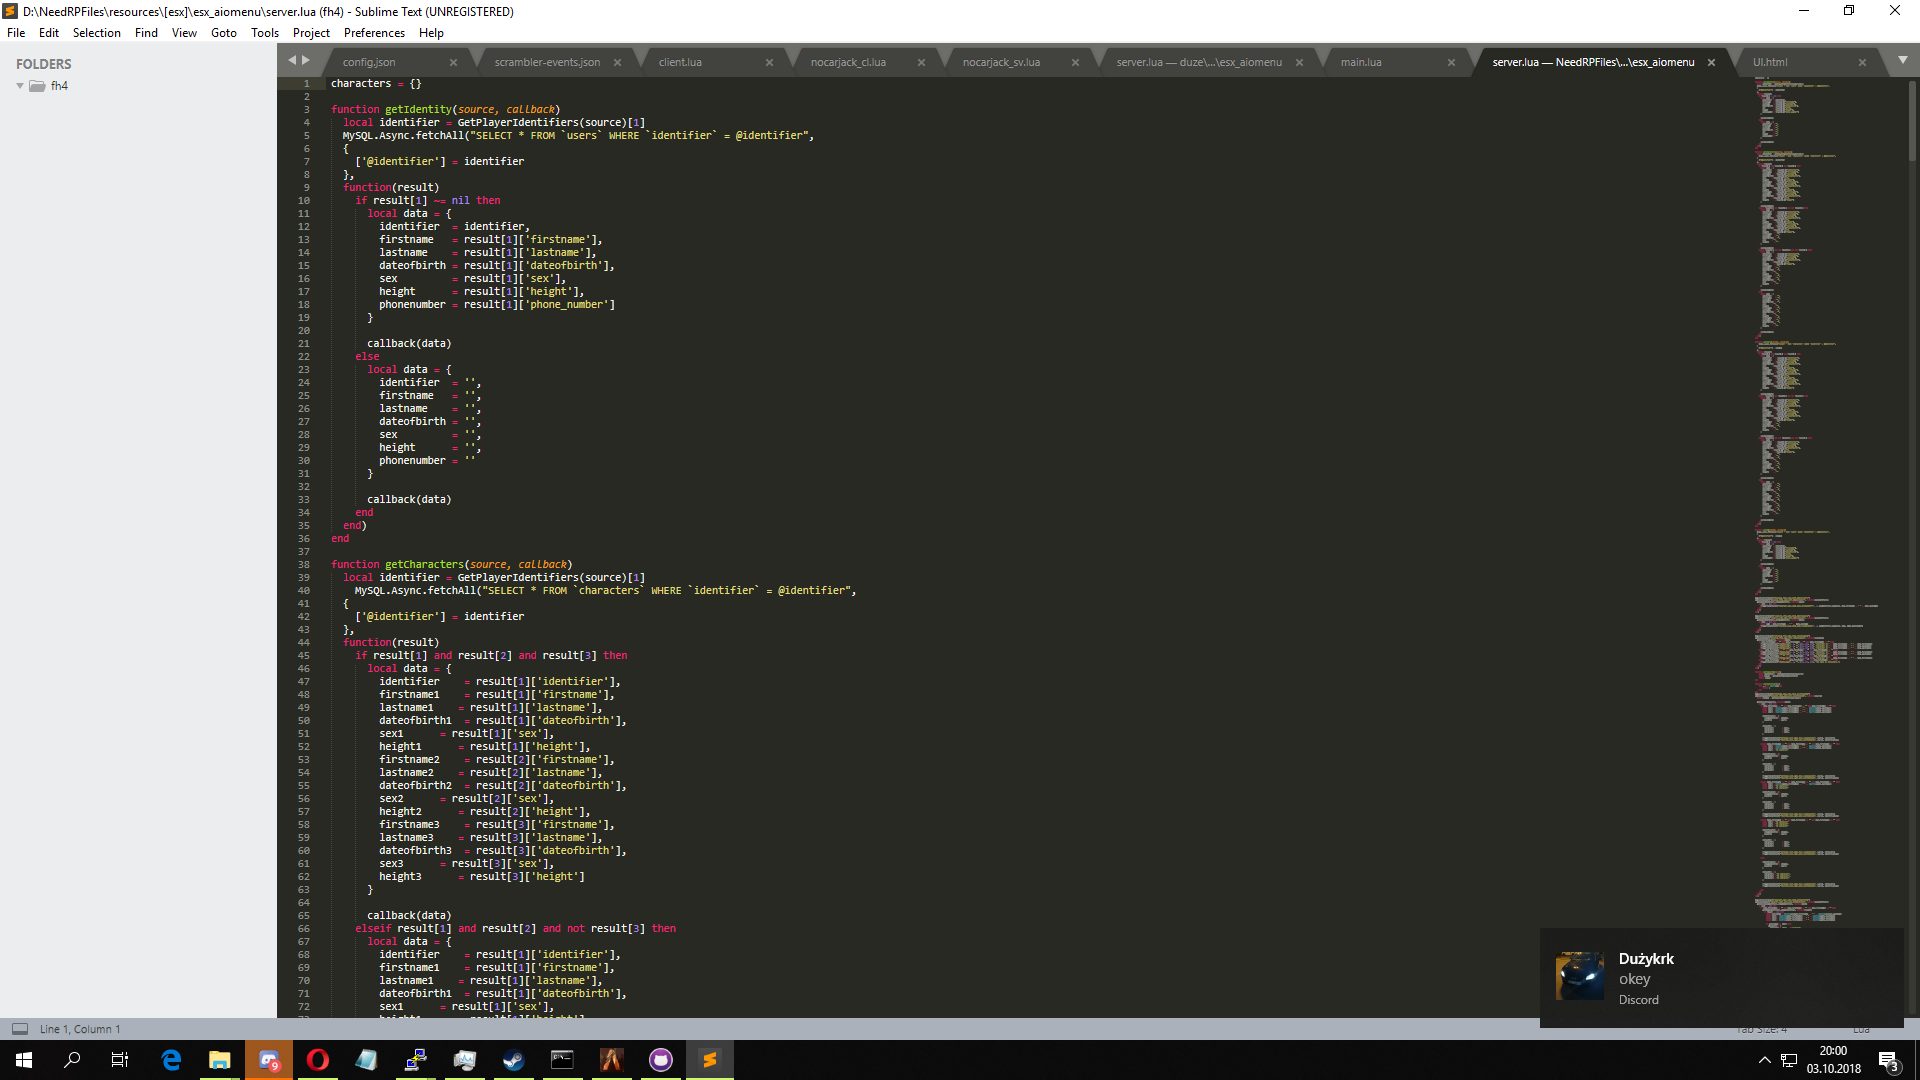 D:\NeedRPFiles\resources\[esx]\esx_aiomenu\server.lua (fh4) - Sublime Text (UNREGISTERED)
File Edit Selection Find View Goto Tools Project Preferences Help
FOLDERS
fh4
config.json scrambler-events.json client.lua nocarjack_cl.lua nocarjack_sv.lua server.lua — duze\...\esx_aiomenu main.lua server.lua — NeedRPFiles\...\esx_aiomenu UI.html
1 characters = {}
2
3 function getIdentity(source, callback)
4 local identifier = GetPlayerIdentifiers(source)[1]
5 MySQL.Async.fetchAll("SELECT * FROM `users` WHERE `identifier` = @identifier",
6 {
7 ['@identifier'] = identifier
8 },
9 function(result)
10 if result[1] ~= nil then
11 local data = {
12 identifier = identifier,
13 firstname = result[1]['firstname'],
14 lastname = result[1]['lastname'],
15 dateofbirth = result[1]['dateofbirth'],
16 sex = result[1]['sex'],
17 height = result[1]['height'],
18 phonenumber = result[1]['phone_number']
19 }
20
21 callback(data)
22 else
23 local data = {
24 identifier = '',
25 firstname = '',
26 lastname = '',
27 dateofbirth = '',
28 sex = '',
29 height = '',
30 phonenumber = ''
31 }
32
33 callback(data)
34 end
35 end)
36 end
37
38 function getCharacters(source, callback)
39 local identifier = GetPlayerIdentifiers(source)[1]
40 MySQL.Async.fetchAll("SELECT * FROM `characters` WHERE `identifier` = @identifier",
41 {
42 ['@identifier'] = identifier
43 },
44 function(result)
45 if result[1] and result[2] and result[3] then
46 local data = {
47 identifier = result[1]['identifier'],
48 firstname1 = result[1]['firstname'],
49 lastname1 = result[1]['lastname'],
50 dateofbirth1 = result[1]['dateofbirth'],
51 sex1 = result[1]['sex'],
52 height1 = result[1]['height'],
53 firstname2 = result[2]['firstname'],
54 lastname2 = result[2]['lastname'],
55 dateofbirth2 = result[2]['dateofbirth'],
56 sex2 = result[2]['sex'],
57 height2 = result[2]['height'],
58 firstname3 = result[3]['firstname'],
59 lastname3 = result[3]['lastname'],
60 dateofbirth3 = result[3]['dateofbirth'],
61 sex3 = result[3]['sex'],
62 height3 = result[3]['height']
63 }
64
65 callback(data)
66 elseif result[1] and result[2] and not result[3] then
67 local data = {
68 identifier = result[1]['identifier'],
69 firstname1 = result[1]['firstname'],
70 lastname1 = result[1]['lastname'],
71 dateofbirth1 = result[1]['dateofbirth'],
72 sex1 = result[1]['sex'],
Dużykrk
okey
Discord
Line 1, Column 1
Tab Size: 4 Lua
9
20:00
03.10.2018
3